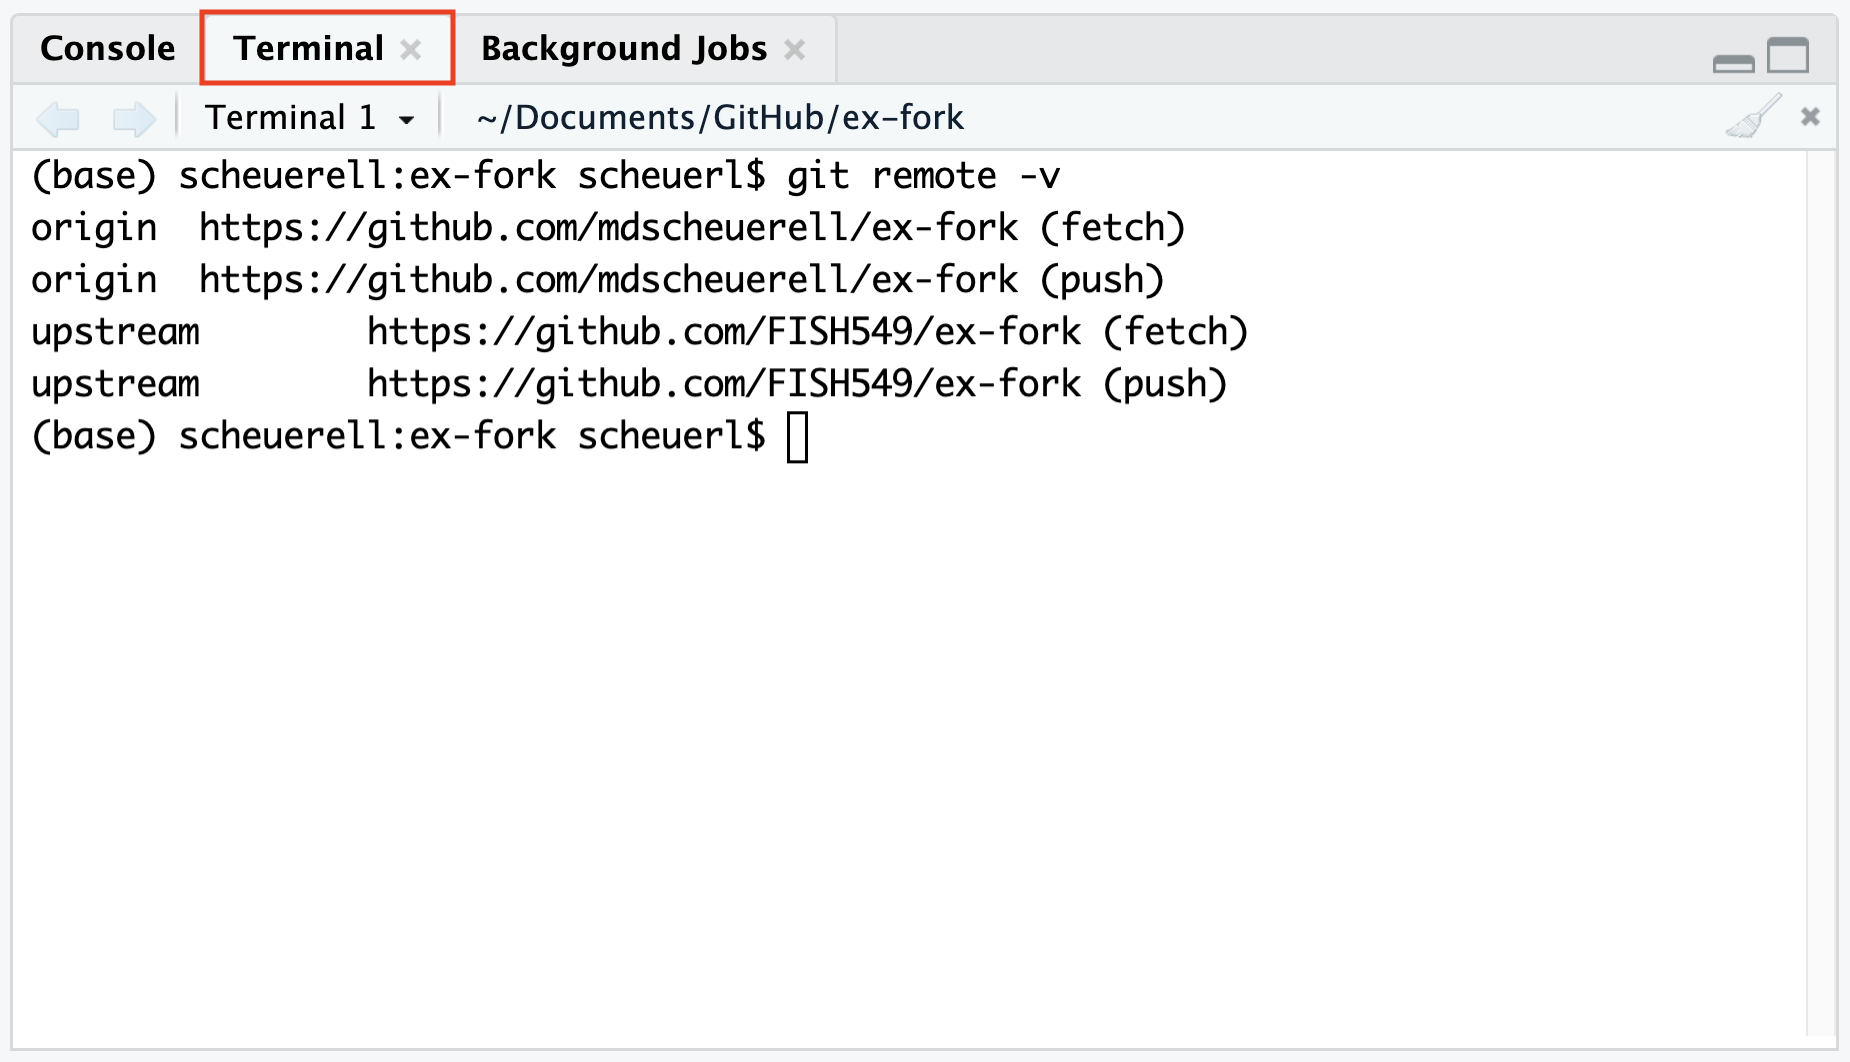 Console Terminal Background Jobs
Terminal 1 ~/Documents/GitHub/ex-fork
(base) scheuerell:ex-fork scheuerl$ git remote -v
origin  https://github.com/mdscheuerell/ex-fork (fetch)
origin  https://github.com/mdscheuerell/ex-fork (push)
upstream        https://github.com/FISH549/ex-fork (fetch)
upstream        https://github.com/FISH549/ex-fork (push)
(base) scheuerell:ex-fork scheuerl$